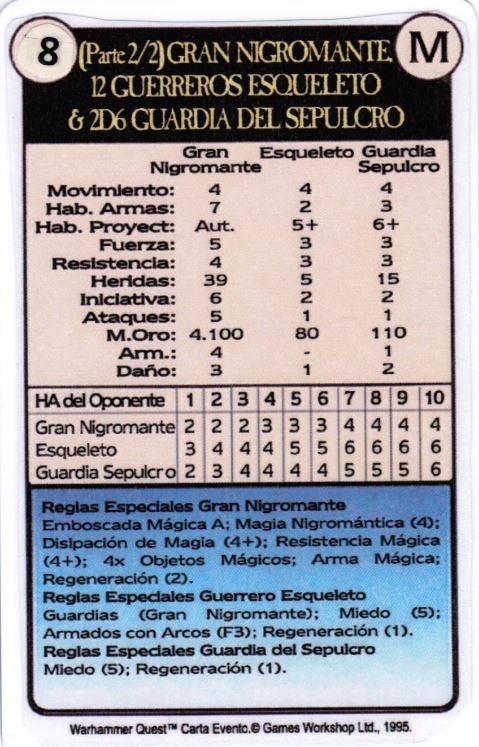 8 (Parte 2/2) GRAN NIGROMANTE, M
12 GUERREROS ESQUELETO
& 2D6 GUARDIA DEL SEPULCRO
Gran Nigromante Esqueleto Guardia Sepulcro
Movimiento: 4 4 4
Hab. Armas: 7 2 3
Hab. Proyect: Aut. 5+ 6+
Fuerza: 5 3 3
Resistencia: 4 3 3
Heridas: 39 5 15
Iniciativa: 6 2 2
Ataques: 5 1 1
M.Oro: 4.100 80 110
Arm.: 4 - 1
Daño: 3 1 2
HA del Oponente 1 2 3 4 5 6 7 8 9 10
Gran Nigromante 2 2 2 3 3 3 4 4 4 4
Esqueleto 3 4 4 4 5 5 6 6 6 6
Guardia Sepulcro 2 3 4 4 4 4 5 5 5 6
Reglas Especiales Gran Nigromante
Emboscada Mágica A; Magia Nigromántica (4);
Disipación de Magia (4+); Resistencia Mágica
(4+); 4x Objetos Mágicos; Arma Mágica;
Regeneración (2).
Reglas Especiales Guerrero Esqueleto
Guardias (Gran Nigromante); Miedo (5);
Armados con Arcos (F3); Regeneración (1).
Reglas Especiales Guardia del Sepulcro
Miedo (5); Regeneración (1).
Warhammer Quest™ Carta Evento.© Games Workshop Ltd., 1995.